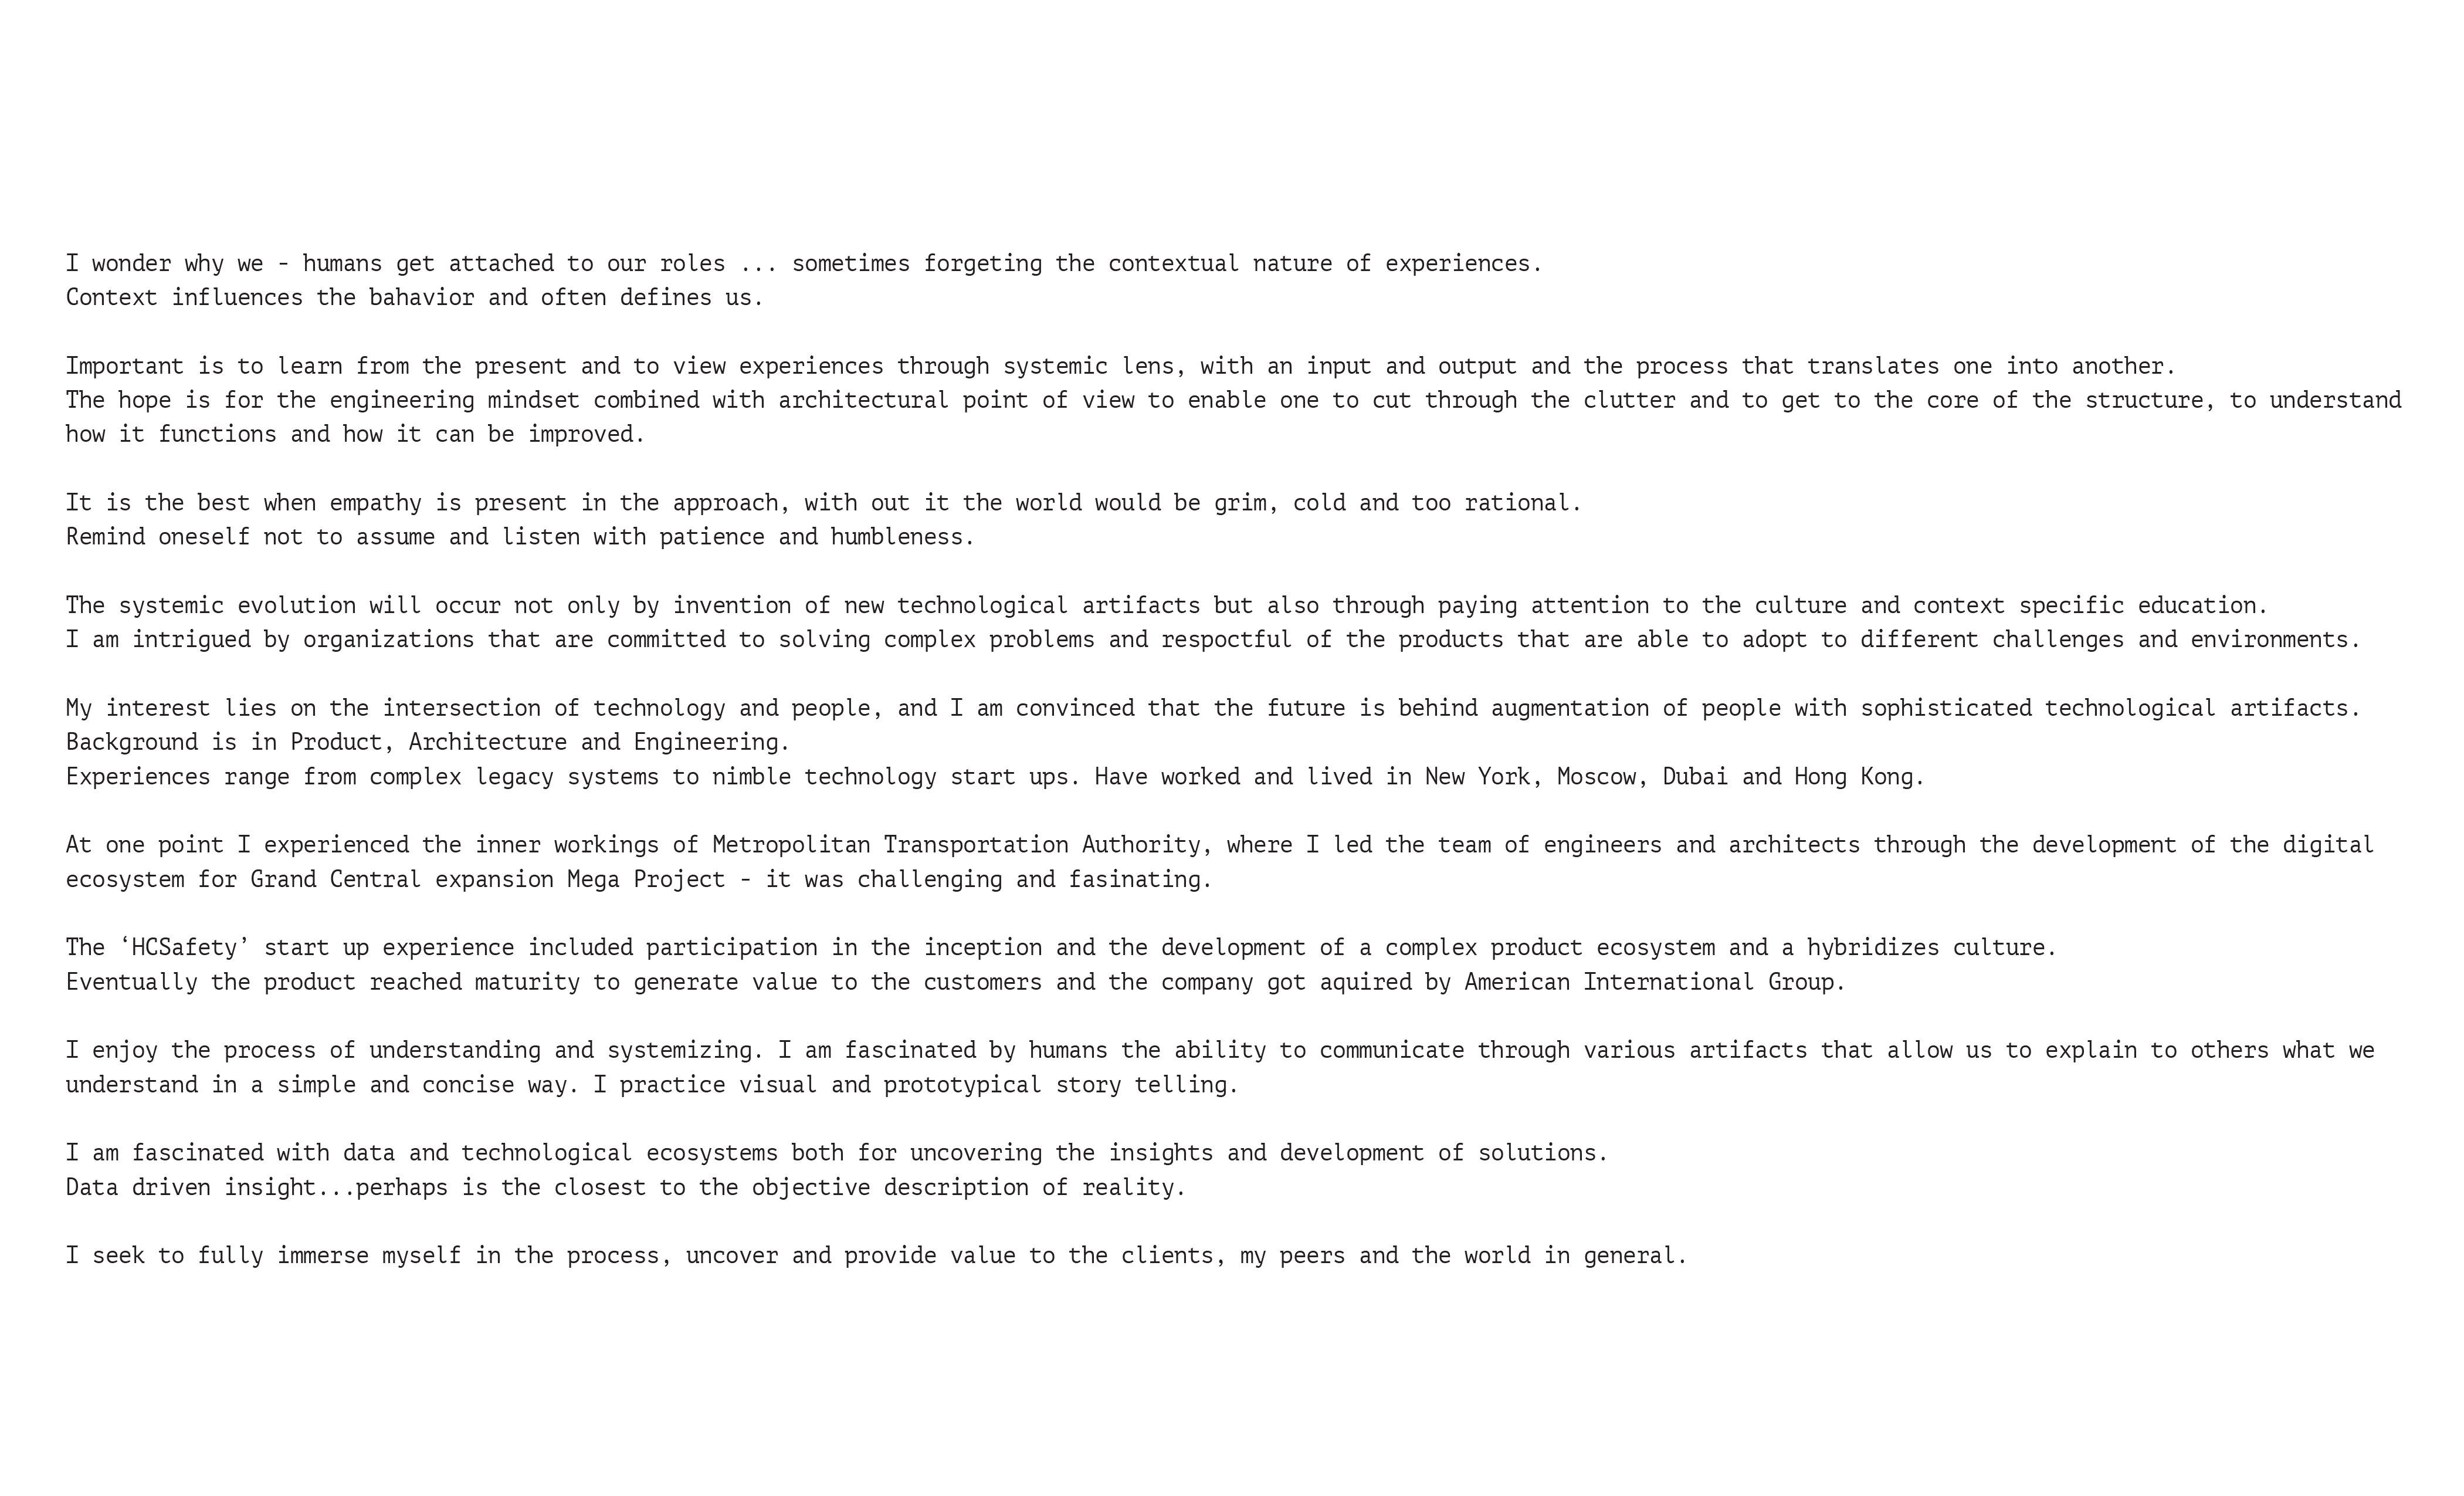 I wonder why we - humans get attached to our roles ... sometimes forgeting the contextual nature of experiences.
Context influences the bahavior and often defines us.
Important is to learn from the present and to view experiences through systemic lens, with an input and output and the process that translates one into another.
The hope is for the engineering mindset combined with architectural point of view to enable one to cut through the clutter and to get to the core of the structure, to understand
how it functions and how it can be improved.
It is the best when empathy is present in the approach, with out it the world would be grim, cold and too rational.
Remind oneself not to assume and listen with patience and humbleness.
The systemic evolution will occur not only by invention of new technological artifacts but also through paying attention to the culture and context specific education.
I am intrigued by organizations that are committed to solving complex problems and respoctful of the products that are able to adopt to different challenges and environments.
My interest lies on the intersection of technology and people, and I am convinced that the future is behind augmentation of people with sophisticated technological artifacts.
Background is in Product, Architecture and Engineering.
Experiences range from complex legacy systems to nimble technology start ups. Have worked and lived in New York, Moscow, Dubai and Hong Kong.
At one point I experienced the inner workings of Metropolitan Transportation Authority, where I led the team of engineers and architects through the development of the digital
ecosystem for Grand Central expansion Mega Project - it was challenging and fasinating.
The ‘HCSafety’ start up experience included participation in the inception and the development of a complex product ecosystem and a hybridizes culture.
Eventually the product reached maturity to generate value to the customers and the company got aquired by American International Group.
I enjoy the process of understanding and systemizing. I am fascinated by humans the ability to communicate through various artifacts that allow us to explain to others what we
understand in a simple and concise way. I practice visual and prototypical story telling.
I am fascinated with data and technological ecosystems both for uncovering the insights and development of solutions.
Data driven insight...perhaps is the closest to the objective description of reality.
I seek to fully immerse myself in the process, uncover and provide value to the clients, my peers and the world in general.